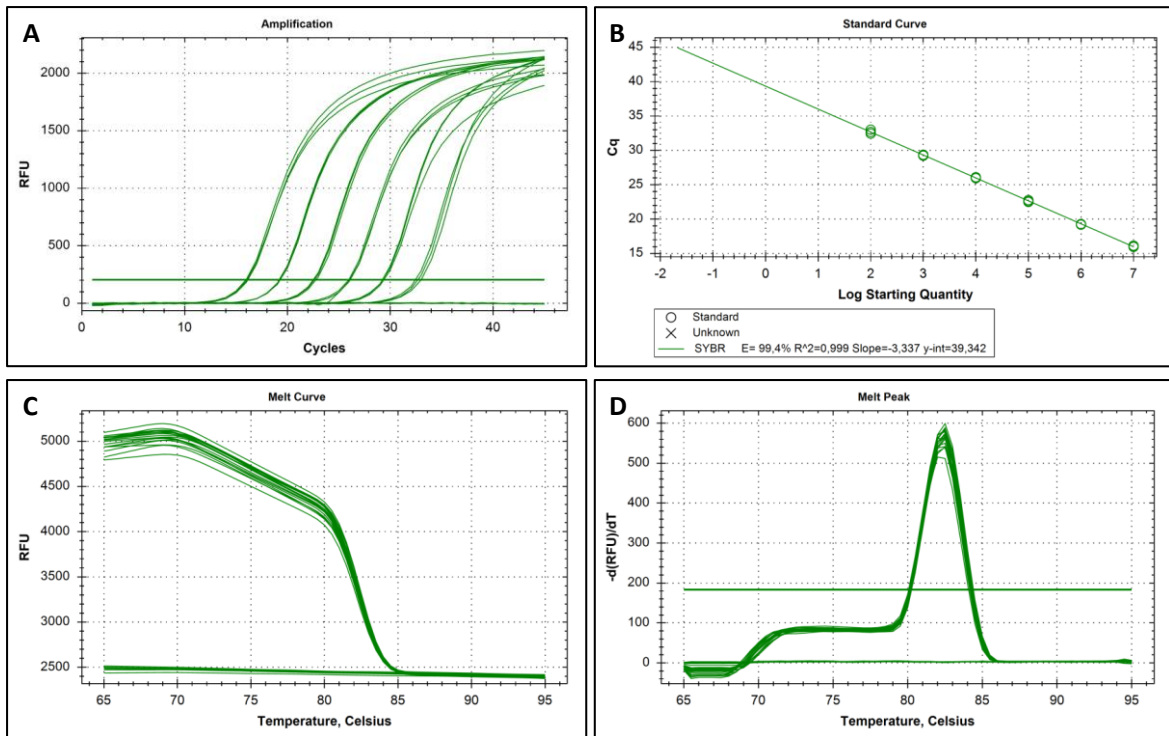 A
Amplification
RFU
2000
1500
1000
500
0
0 10 20 30 40
Cycles
B
Standard Curve
Cq
45
40
35
30
25
20
15
-2 -1 0 1 2 3 4 5 6 7
Log Starting Quantity
Standard
Unknown
SYBR E= 99,4% R^2=0,999 Slope=-3,337 y-int=39,342
C
Melt Curve
RFU
5000
4500
4000
3500
3000
2500
65 70 75 80 85 90 95
Temperature, Celsius
D
Melt Peak
-d(RFU)/dT
600
500
400
300
200
100
0
65 70 75 80 85 90 95
Temperature, Celsius